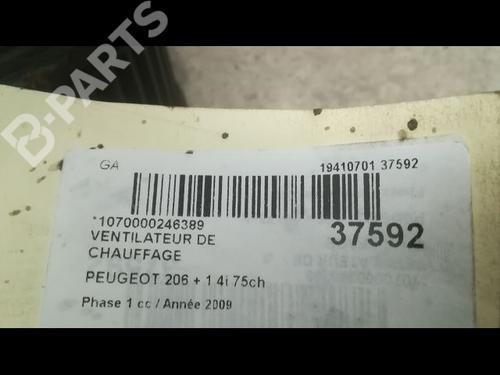 B-PARTS
GA
19410701 37592
*1070000246389
37592
VENTILATEUR DE
CHAUFFAGE
PEUGEOT 206 + 1 4i 75ch
Phase 1 cc / Année 2009